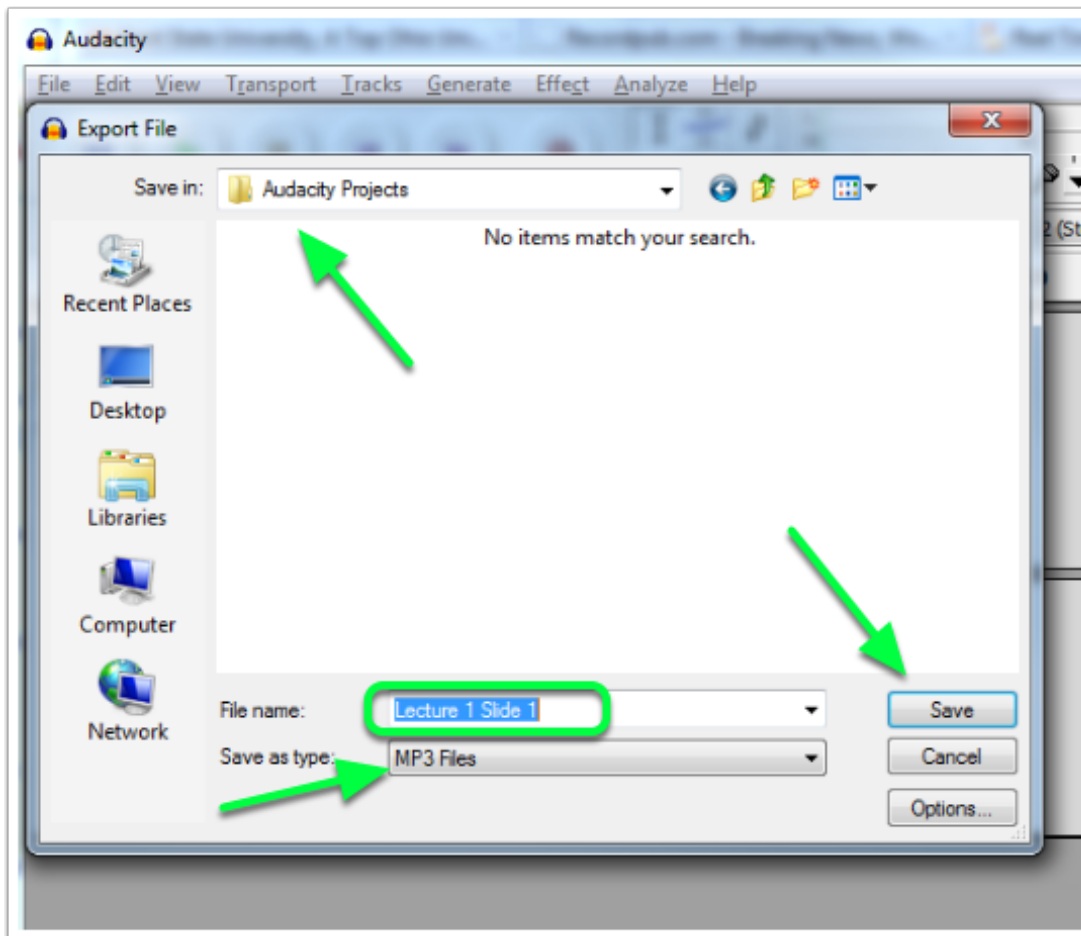 Audacity
File Edit View Transport Tracks Generate Effect Analyze Help
Export File
Save in: Audacity Projects
2 (St
No items match your search.
Recent Places
Desktop
Libraries
Computer
Network
File name: Lecture 1 Slide 1 Save
Save as type: MP3 Files Cancel
Options...